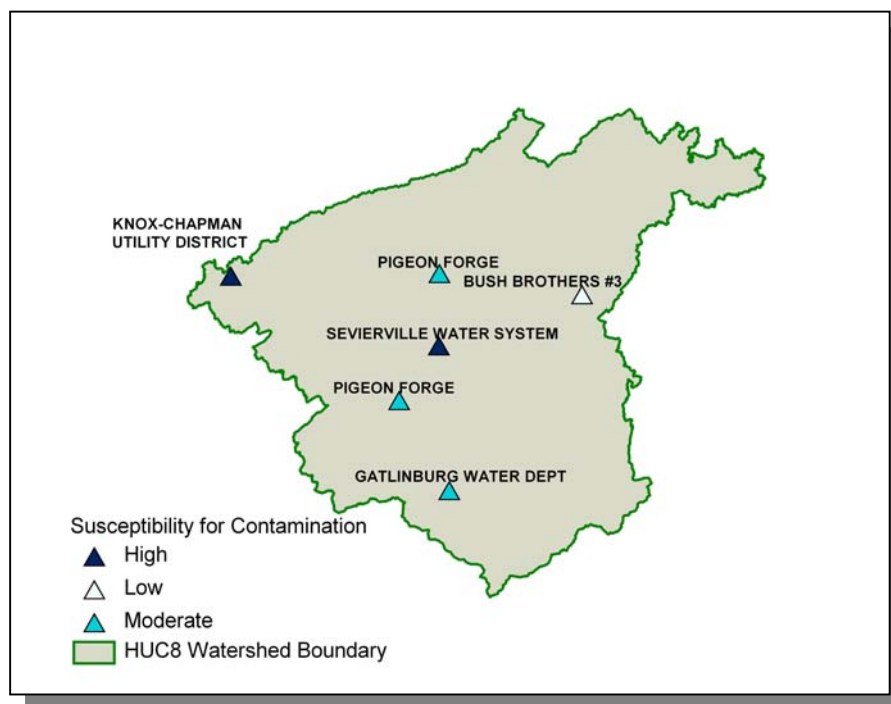 KNOX-CHAPMAN
UTILITY DISTRICT
PIGEON FORGE
BUSH BROTHERS #3
SEVIERVILLE WATER SYSTEM
PIGEON FORGE
GATLINBURG WATER DEPT
Susceptibility for Contamination
High
Low
Moderate
HUC8 Watershed Boundary